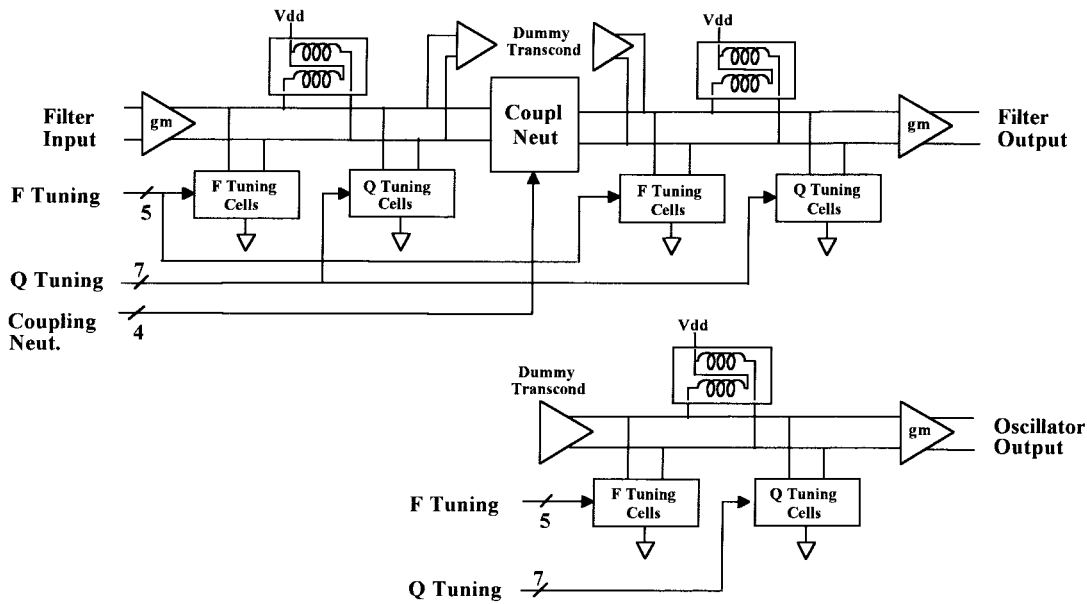 Vdd
Dummy
Transcond
Vdd
Filter
Input
gm
Coupl
Neut
gm
Filter
Output
F Tuning
5
F Tuning
Cells
Q Tuning
Cells
F Tuning
Cells
Q Tuning
Cells
Q Tuning
7
Coupling
Neut.
4
Vdd
Dummy
Transcond
gm
Oscillator
Output
F Tuning
5
F Tuning
Cells
Q Tuning
Cells
Q Tuning
7